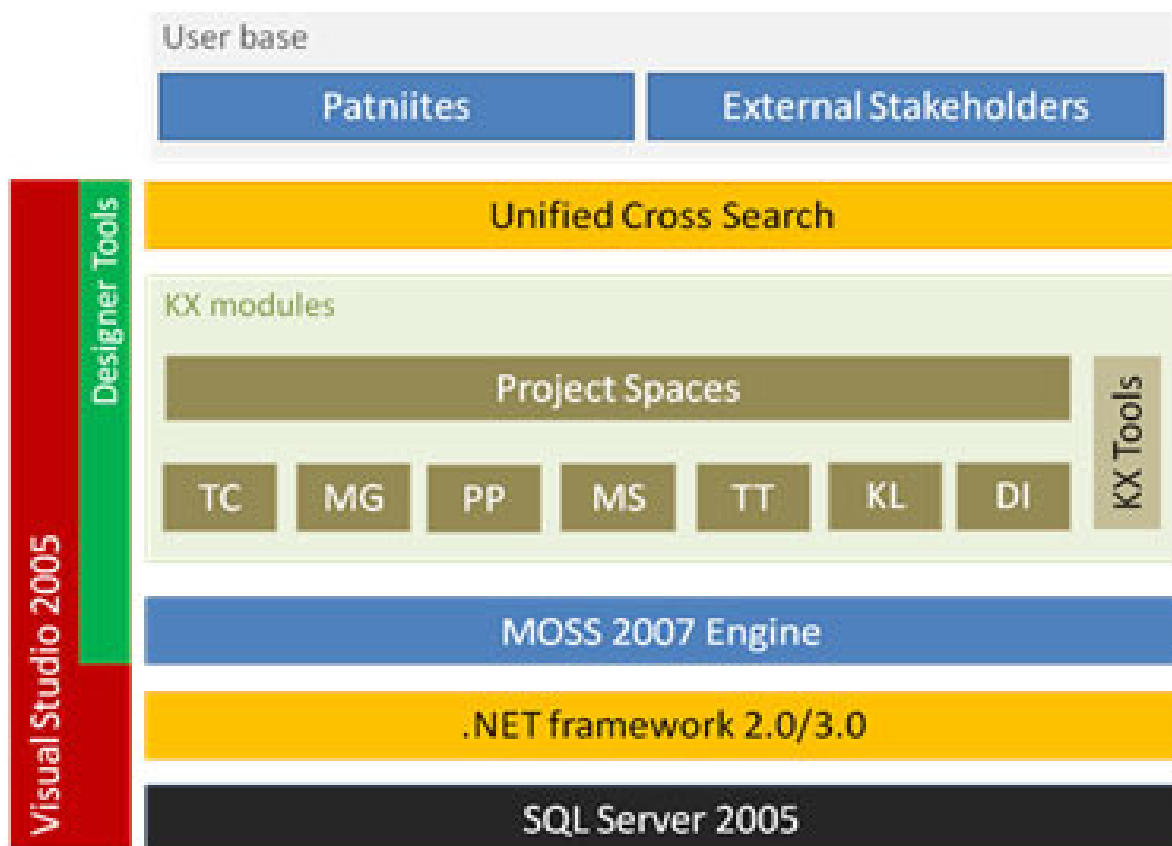 User base
Patniites
External Stakeholders
Unified Cross Search
Designer Tools
KX modules
Project Spaces
KX Tools
TC
MG
PP
MS
TT
KL
DI
Visual Studio 2005
MOSS 2007 Engine
.NET framework 2.0/3.0
SQL Server 2005